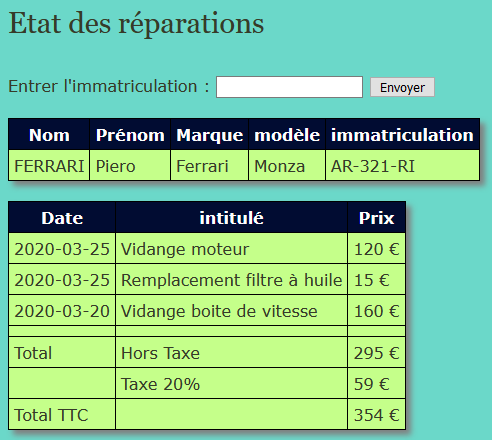 Etat des réparations
Entrer l'immatriculation : Envoyer
Nom Prénom Marque modèle immatriculation
FERRARI Piero Ferrari Monza AR-321-RI
Date intitulé Prix
2020-03-25 Vidange moteur 120 €
2020-03-25 Remplacement filtre à huile 15 €
2020-03-20 Vidange boite de vitesse 160 €
Total Hors Taxe 295 €
Taxe 20% 59 €
Total TTC 354 €